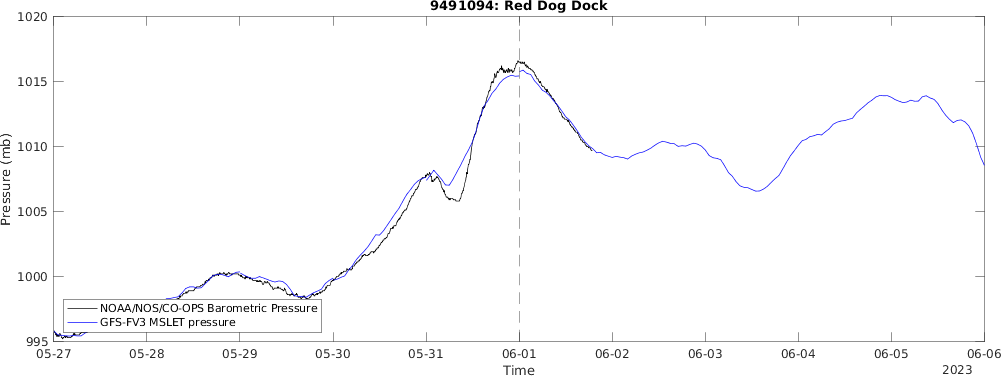 9491094: Red Dog Dock
1020
1015
1010
1005
1000
995
Pressure (mb)
NOAA/NOS/CO-OPS Barometric Pressure
GFS-FV3 MSLET pressure
05-27 05-28 05-29 05-30 05-31 06-01 06-02 06-03 06-04 06-05 06-06
Time
2023